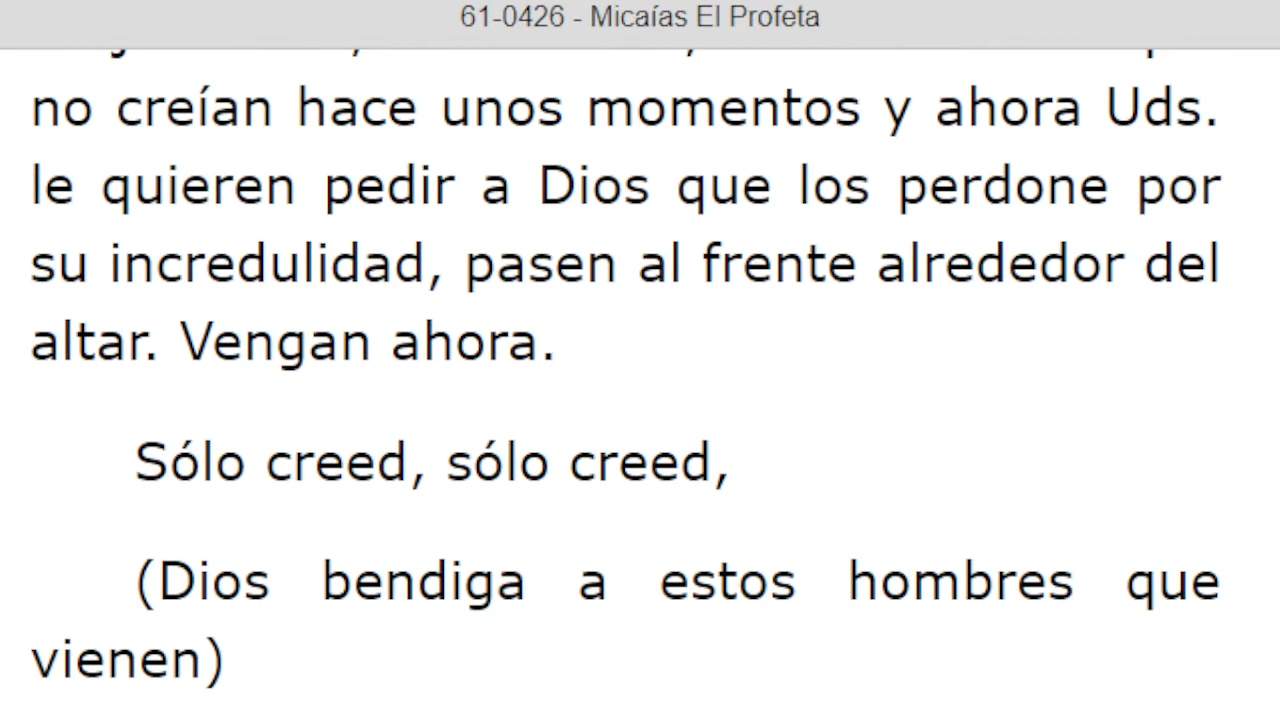 61-0426 - Micaías El Profeta
no creían hace unos momentos y ahora Uds.
le quieren pedir a Dios que los perdone por
su incredulidad, pasen al frente alrededor del
altar. Vengan ahora.
Sólo creed, sólo creed,
(Dios bendiga a estos hombres que
vienen)